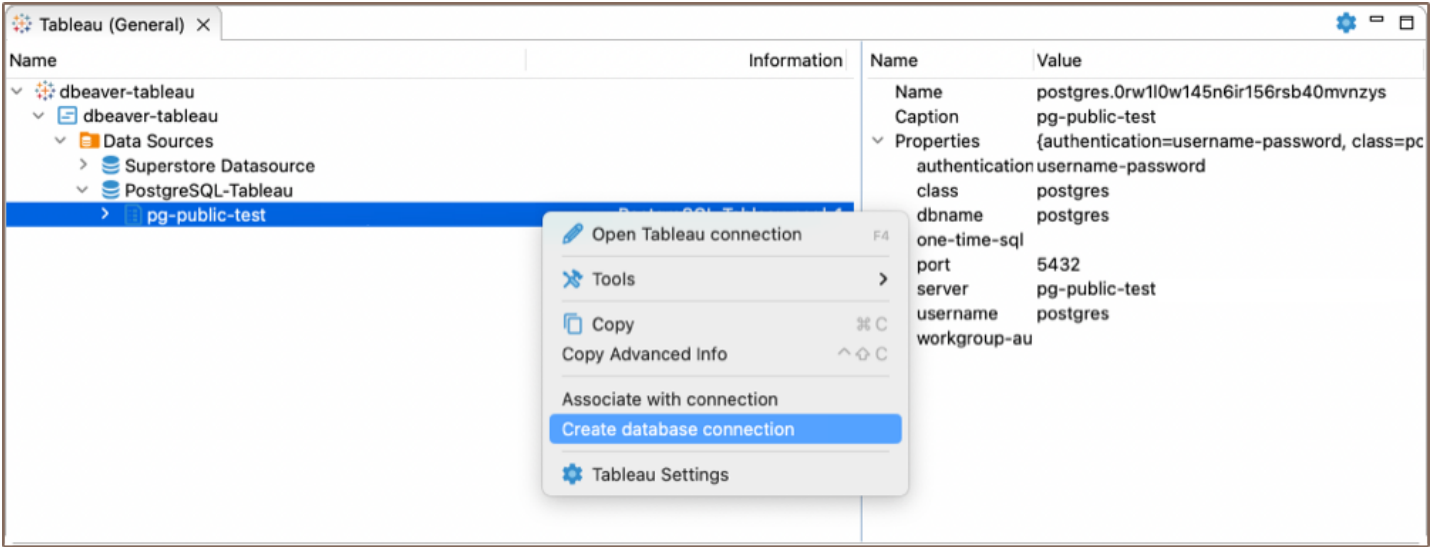 Tableau (General)
Name Information
dbeaver-tableau
dbeaver-tableau
Data Sources
Superstore Datasource
PostgreSQL-Tableau
pg-public-test
Open Tableau connection F4
Tools
Copy ⌘ C
Copy Advanced Info ^ ⇧ C
Associate with connection
Create database connection
Tableau Settings
Name Value
Name postgres.0rw1l0w145n6ir156rsb40mvnzys
Caption pg-public-test
Properties {authentication=username-password, class=pc
authentication username-password
class postgres
dbname postgres
one-time-sql
port 5432
server pg-public-test
username postgres
workgroup-au